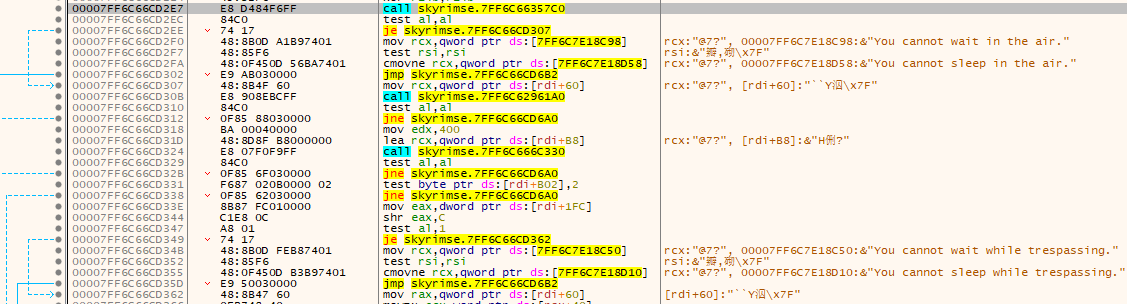 00007FF6C66CD2E7 E8 D484F6FF call skyrimse.7FF6C66357C0
00007FF6C66CD2EC 84C0 test al,al
00007FF6C66CD2EE 74 17 je skyrimse.7FF6C66CD307
00007FF6C66CD2F0 48:8B0D A1B97401 mov rcx,qword ptr ds:[7FF6C7E18C98] rcx:"@7?", 00007FF6C7E18C98:&"You cannot wait in the air."
00007FF6C66CD2F7 48:85F6 test rsi,rsi rsi:&"\x7F"
00007FF6C66CD2FA 48:0F450D 56BA7401 cmovne rcx,qword ptr ds:[7FF6C7E18D58] rcx:"@7?", 00007FF6C7E18D58:&"You cannot sleep in the air."
00007FF6C66CD302 E9 AB030000 jmp skyrimse.7FF6C66CD6B2
00007FF6C66CD307 48:8B4F 60 mov rcx,qword ptr ds:[rdi+60] rcx:"@7?", [rdi+60]:"``Y泅\x7F"
00007FF6C66CD30B E8 908EBCFF call skyrimse.7FF6C62961A0
00007FF6C66CD310 84C0 test al,al
00007FF6C66CD312 0F85 88030000 jne skyrimse.7FF6C66CD6A0
00007FF6C66CD318 BA 00040000 mov edx,400
00007FF6C66CD31D 48:8D8F B8000000 lea rcx,qword ptr ds:[rdi+B8] rcx:"@7?", [rdi+B8]:&"H?"
00007FF6C66CD324 E8 07F0F9FF call skyrimse.7FF6C666C330
00007FF6C66CD329 84C0 test al,al
00007FF6C66CD32B 0F85 6F030000 jne skyrimse.7FF6C66CD6A0
00007FF6C66CD331 F687 020B0000 02 test byte ptr ds:[rdi+B02],2
00007FF6C66CD338 0F85 62030000 jne skyrimse.7FF6C66CD6A0
00007FF6C66CD33E 8B87 FC010000 mov eax,dword ptr ds:[rdi+1FC]
00007FF6C66CD344 C1E8 0C shr eax,C
00007FF6C66CD347 A8 01 test al,1
00007FF6C66CD349 74 17 je skyrimse.7FF6C66CD362
00007FF6C66CD34B 48:8B0D FEB87401 mov rcx,qword ptr ds:[7FF6C7E18C50] rcx:"@7?", 00007FF6C7E18C50:&"You cannot wait while trespassing."
00007FF6C66CD352 48:85F6 test rsi,rsi rsi:&"\x7F"
00007FF6C66CD355 48:0F450D B3B97401 cmovne rcx,qword ptr ds:[7FF6C7E18D10] rcx:"@7?", 00007FF6C7E18D10:&"You cannot sleep while trespassing."
00007FF6C66CD35D E9 50030000 jmp skyrimse.7FF6C66CD6B2
00007FF6C66CD362 48:8B47 60 mov rax,qword ptr ds:[rdi+60] [rdi+60]:"``Y泅\x7F"